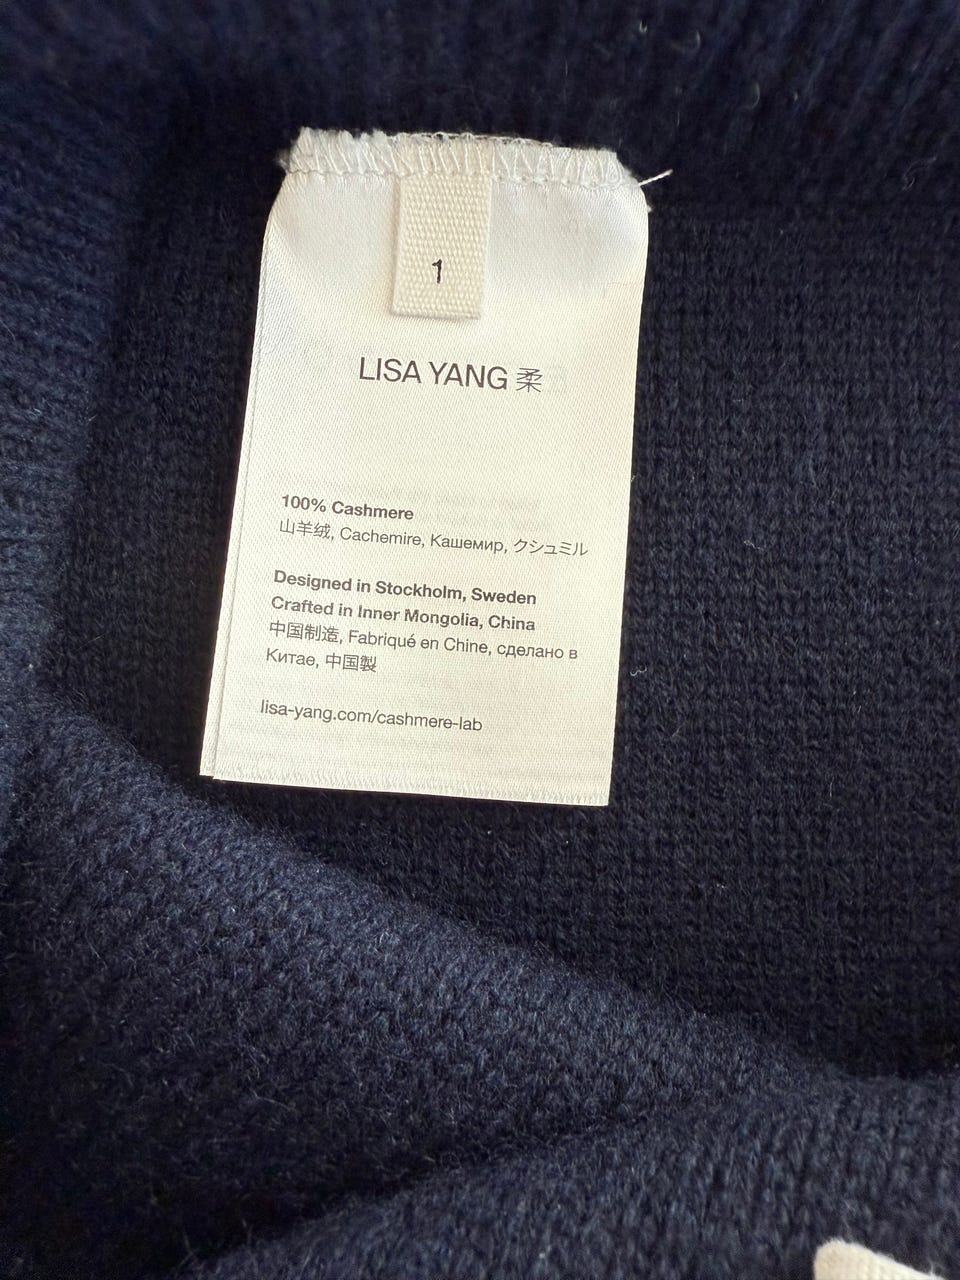 1
LISA YANG 柔
100% Cashmere
山羊绒, Cachemire, Кашемир, クシュミル
Designed in Stockholm, Sweden
Crafted in Inner Mongolia, China
中国制造, Fabriqué en Chine, сделано в
Китае, 中国製
lisa-yang.com/cashmere-lab